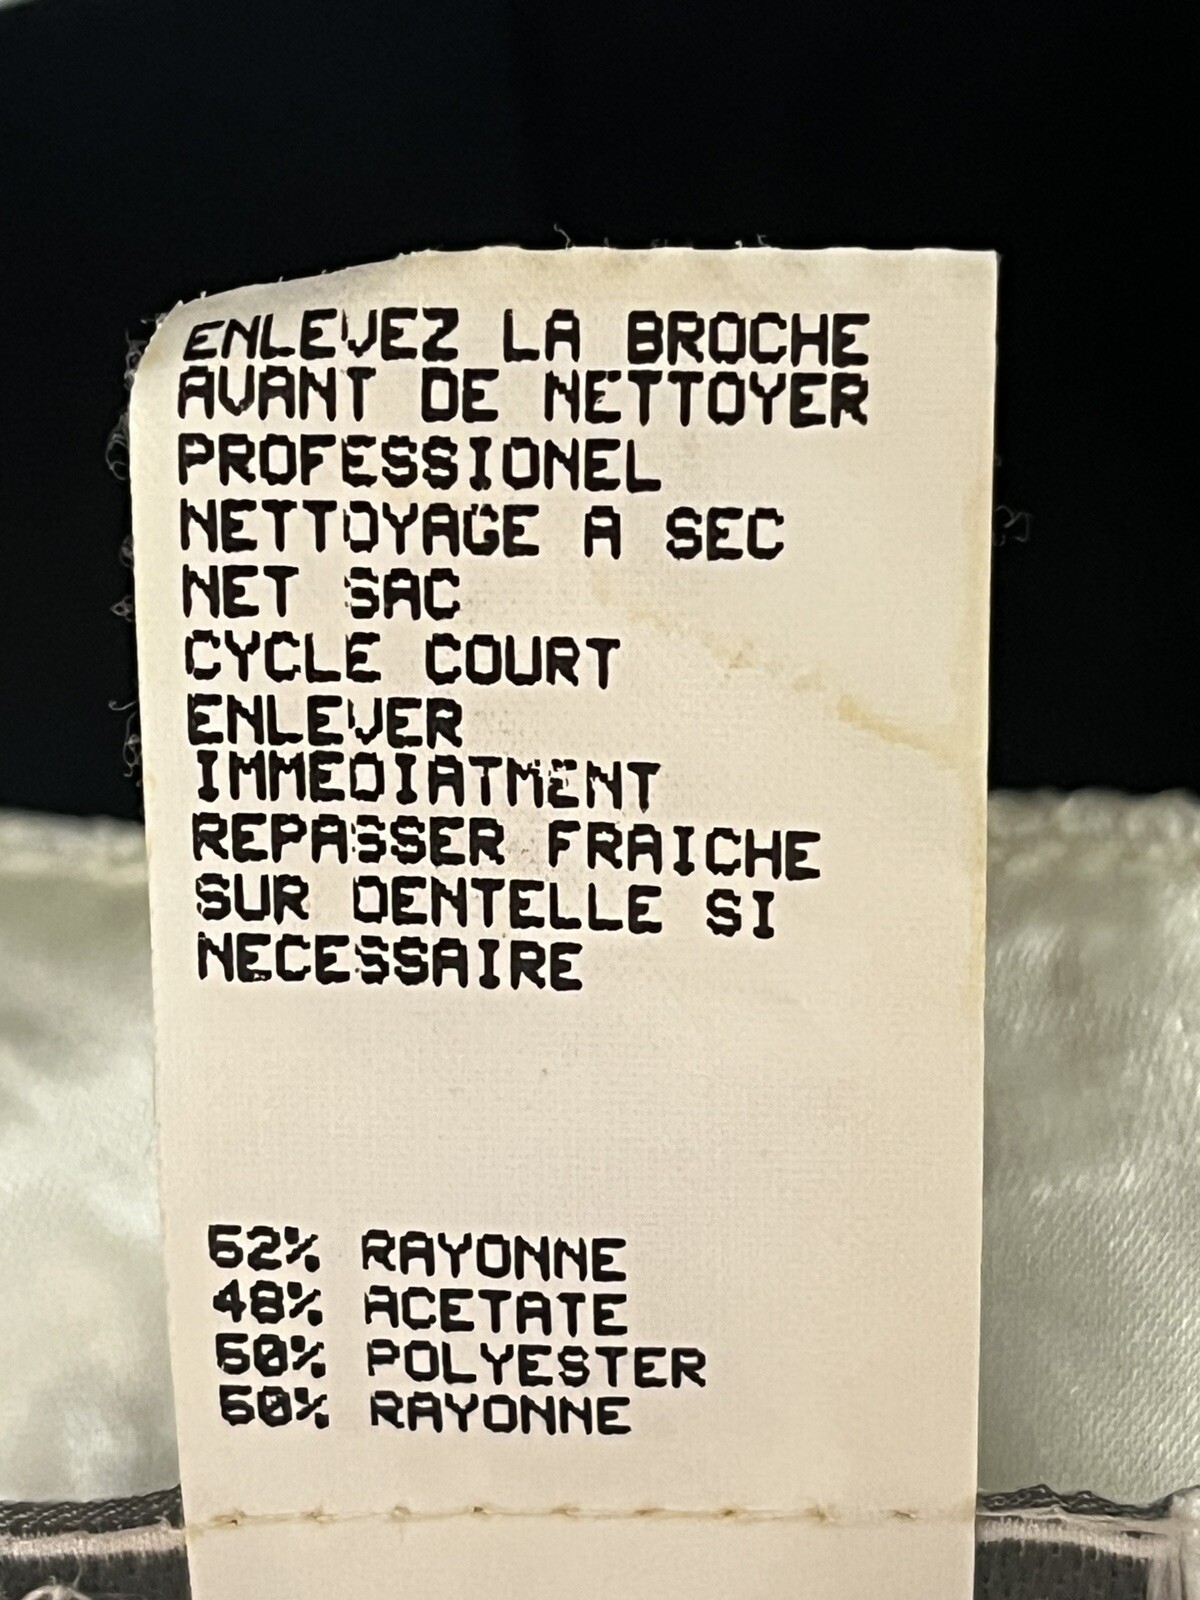 ENLEVEZ LA BROCHE
AVANT DE NETTOYER
PROFESSIONEL
NETTOYAGE A SEC
NET SAC
CYCLE COURT
ENLEVER
IMMEDIATMENT
REPASSER FRAICHE
SUR DENTELLE SI
NECESSAIRE
52% RAYONNE
48% ACETATE
50% POLYESTER
50% RAYONNE